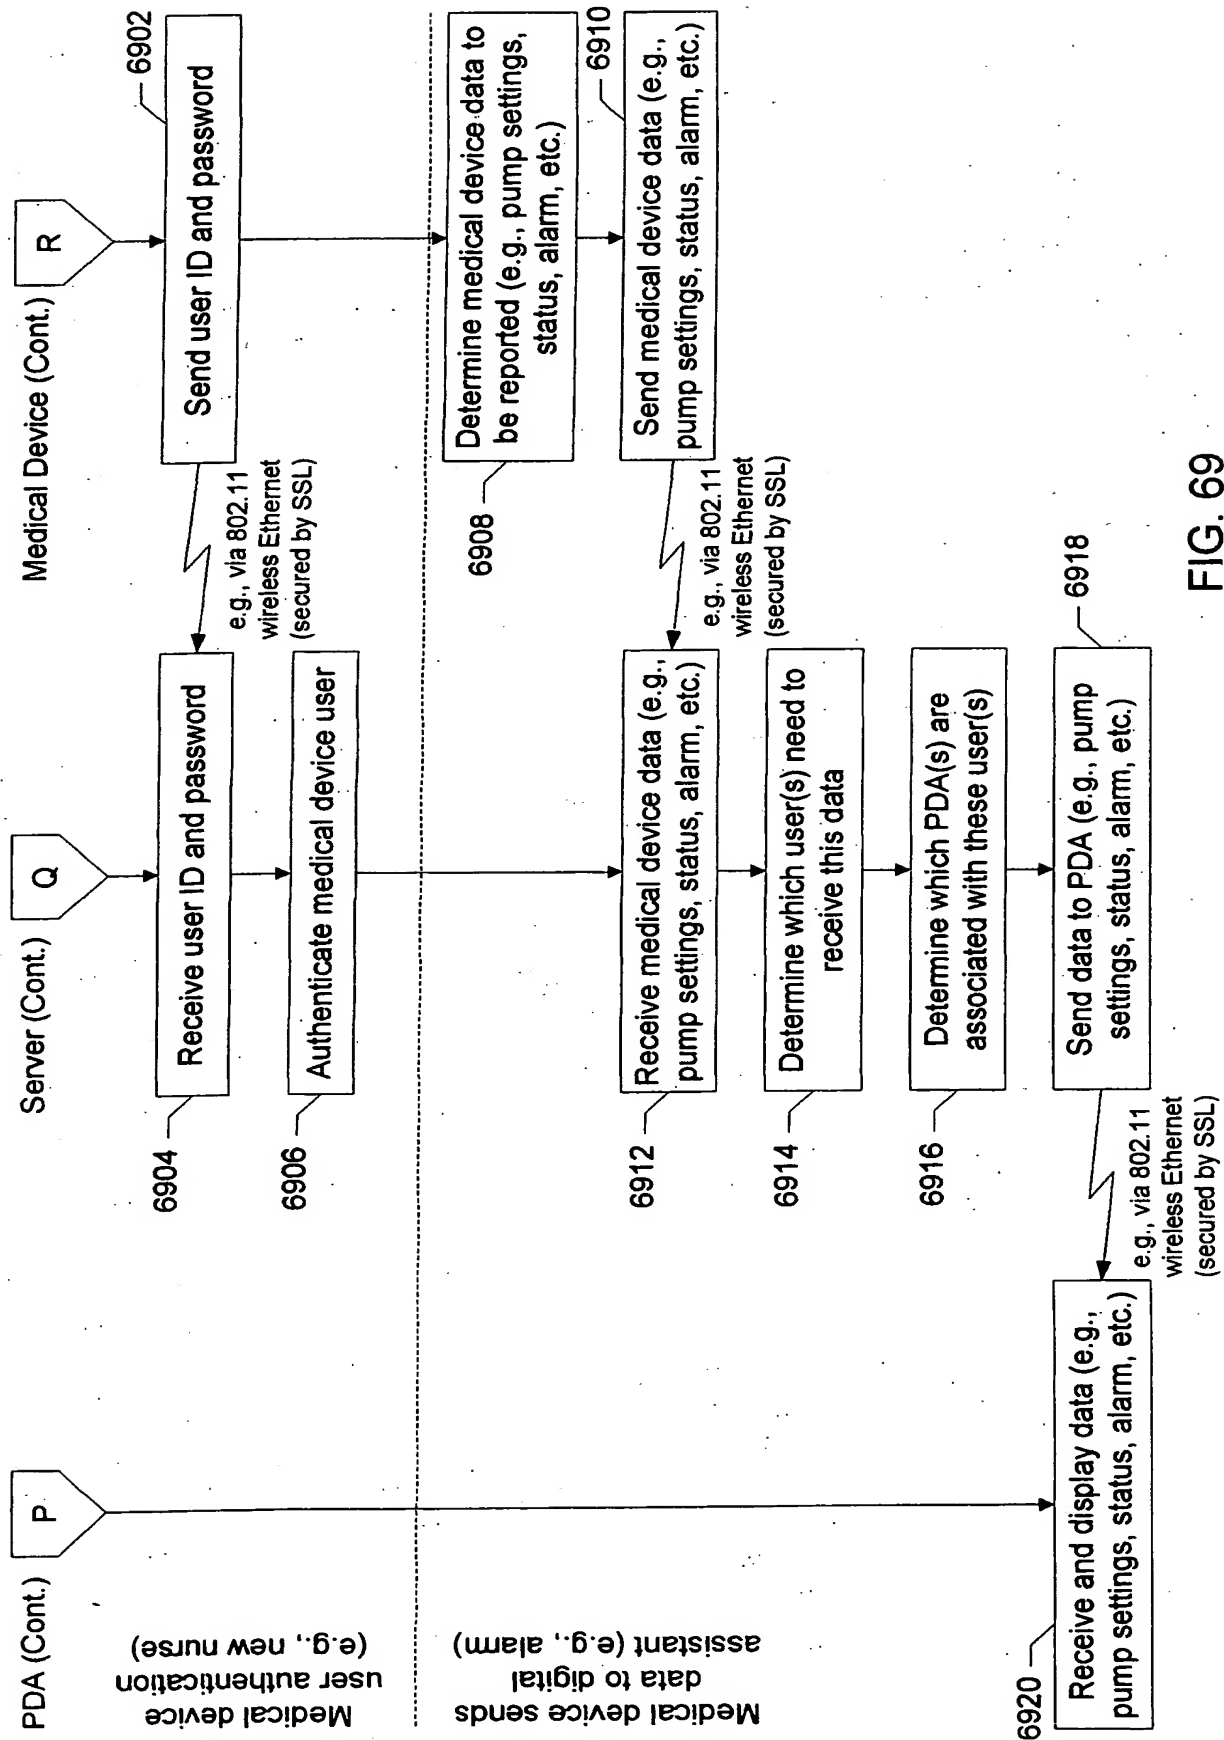 PDA (Cont.)
Server (Cont.)
Medical Device (Cont.)
P
Q
R
Medical device
user authentication
(e.g., new nurse)
Send user ID and password
6902
e.g., via 802.11
wireless Ethernet
(secured by SSL)
Receive user ID and password
6904
Authenticate medical device user
6906
Medical device sends
data to digital
assistant (e.g., alarm)
Determine medical device data to
be reported (e.g., pump settings,
status, alarm, etc.)
6908
Send medical device data (e.g.,
pump settings, status, alarm, etc.)
6910
e.g., via 802.11
wireless Ethernet
(secured by SSL)
Receive medical device data (e.g.,
pump settings, status, alarm, etc.)
6912
Determine which user(s) need to
receive this data
6914
Determine which PDA(s) are
associated with these user(s)
6916
Send data to PDA (e.g., pump
settings, status, alarm, etc.)
6918
e.g., via 802.11
wireless Ethernet
(secured by SSL)
Receive and display data (e.g.,
pump settings, status, alarm, etc.)
6920
FIG. 69